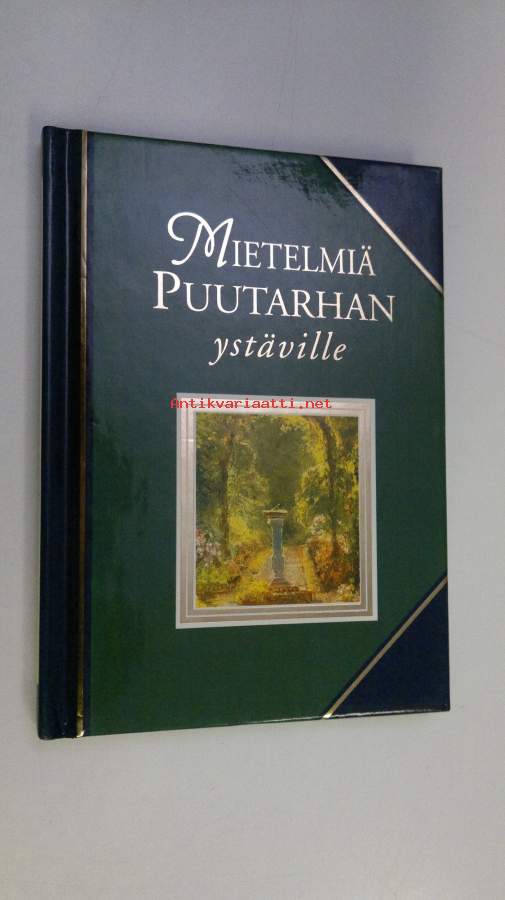 MIETELMIÄ
PUUTARHAN
ystäville
Antikvariaatti.net